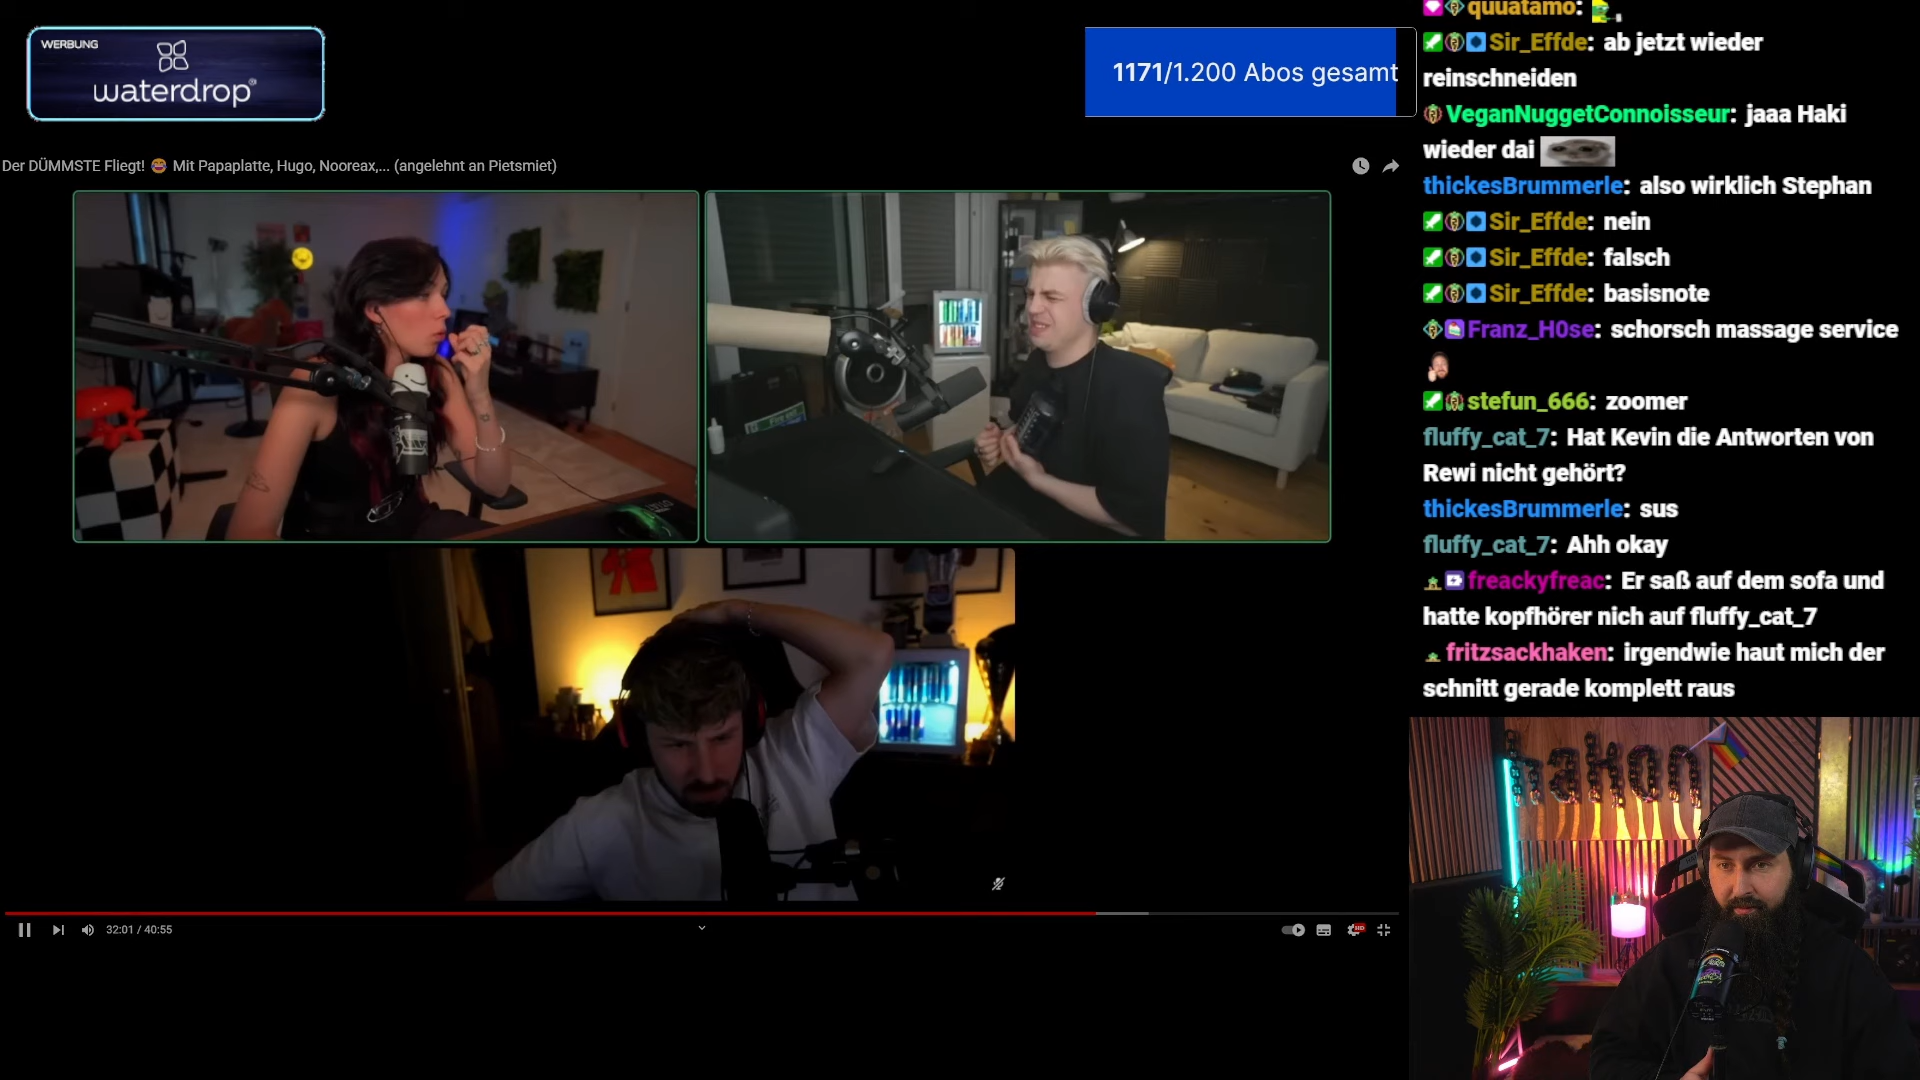 WERBUNG
waterdrop®
1171/1.200 Abos gesamt
Der DÜMMSTE Fliegt! 😂 Mit Papaplatte, Hugo, Nooreax,... (angelehnt an Pietsmiet)
32:01 / 40:55
HD
quuatamo:
Sir_Effde: ab jetzt wieder
reinschneiden
VeganNuggetConnoisseur: jaaa Haki
wieder dai
thickesBrummerle: also wirklich Stephan
Sir_Effde: nein
Sir_Effde: falsch
Sir_Effde: basisnote
Franz_H0se: schorsch massage service
stefun_666: zoomer
fluffy_cat_7: Hat Kevin die Antworten von
Rewi nicht gehört?
thickesBrummerle: sus
fluffy_cat_7: Ahh okay
freackyfreac: Er saß auf dem sofa und
hatte kopfhörer nich auf fluffy_cat_7
fritzsackhaken: irgendwie haut mich der
schnitt gerade komplett raus
makon